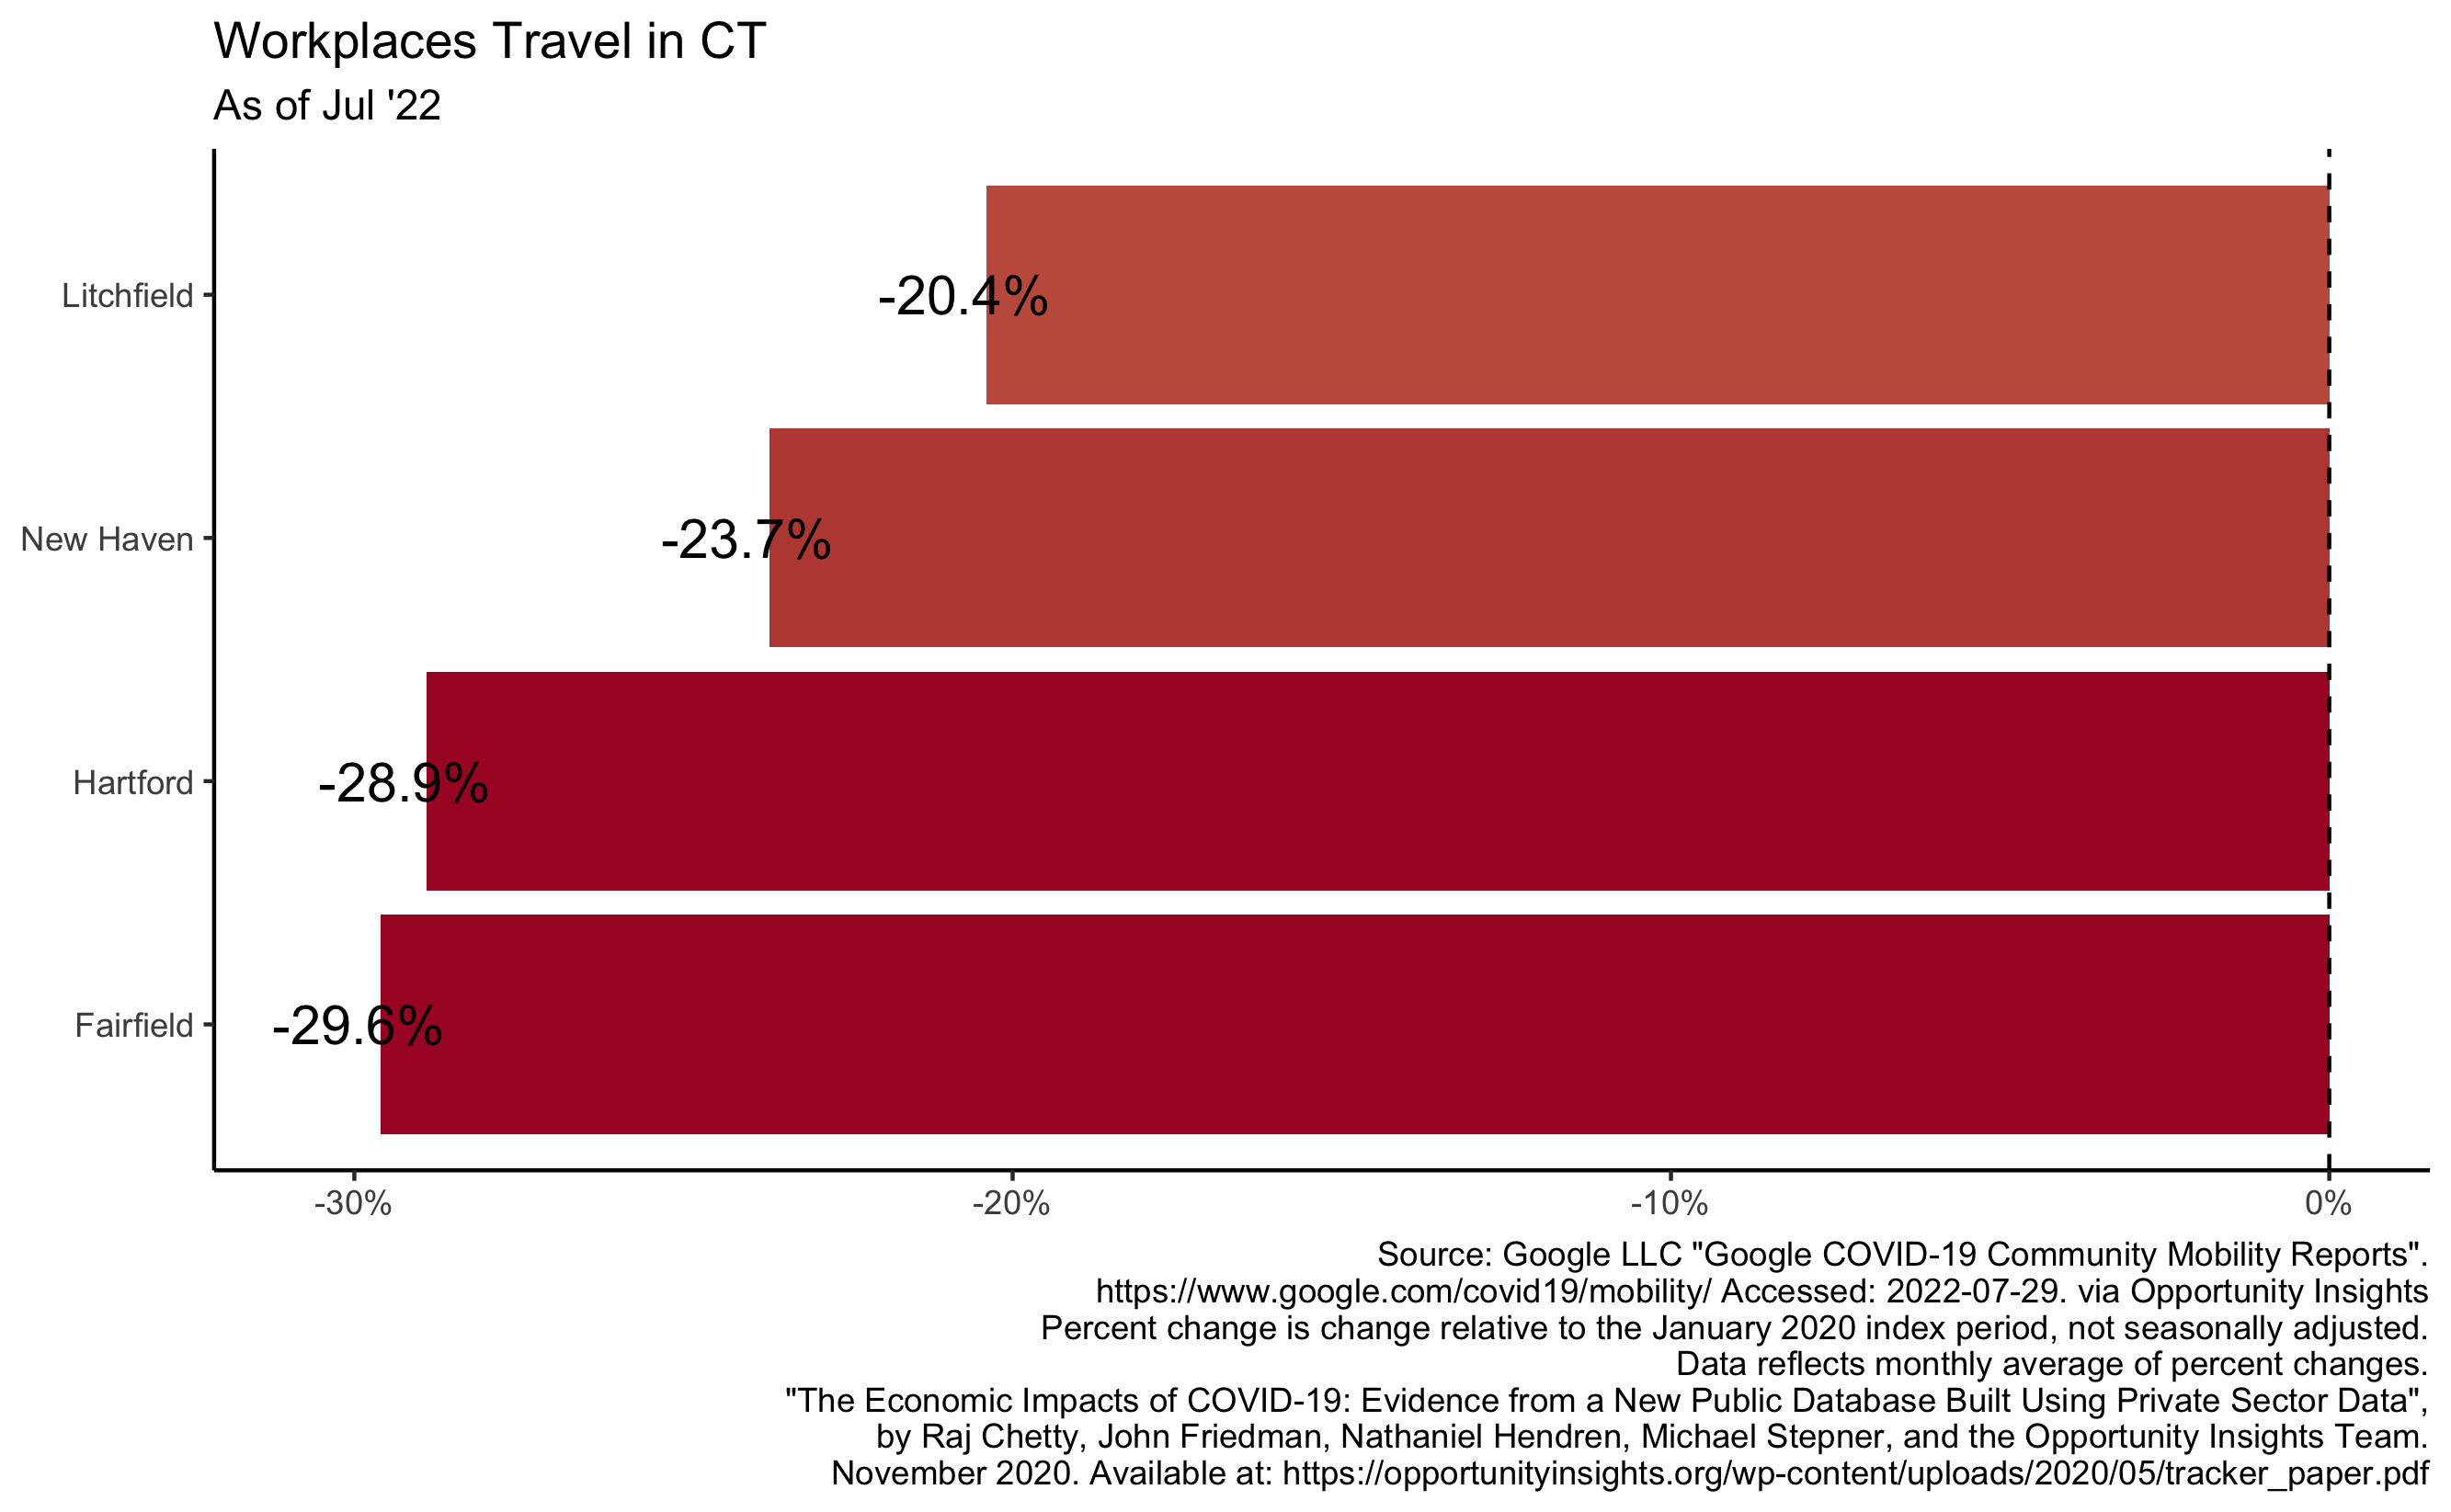 Workplaces Travel in CT
As of Jul '22
Litchfield
-20.4%
New Haven
-23.7%
Hartford
-28.9%
Fairfield
-29.6%
-30%
-20%
-10%
0%
Source: Google LLC "Google COVID-19 Community Mobility Reports".
https://www.google.com/covid19/mobility/ Accessed: 2022-07-29. via Opportunity Insights
Percent change is change relative to the January 2020 index period, not seasonally adjusted.
Data reflects monthly average of percent changes.
"The Economic Impacts of COVID-19: Evidence from a New Public Database Built Using Private Sector Data",
by Raj Chetty, John Friedman, Nathaniel Hendren, Michael Stepner, and the Opportunity Insights Team.
November 2020. Available at: https://opportunityinsights.org/wp-content/uploads/2020/05/tracker_paper.pdf